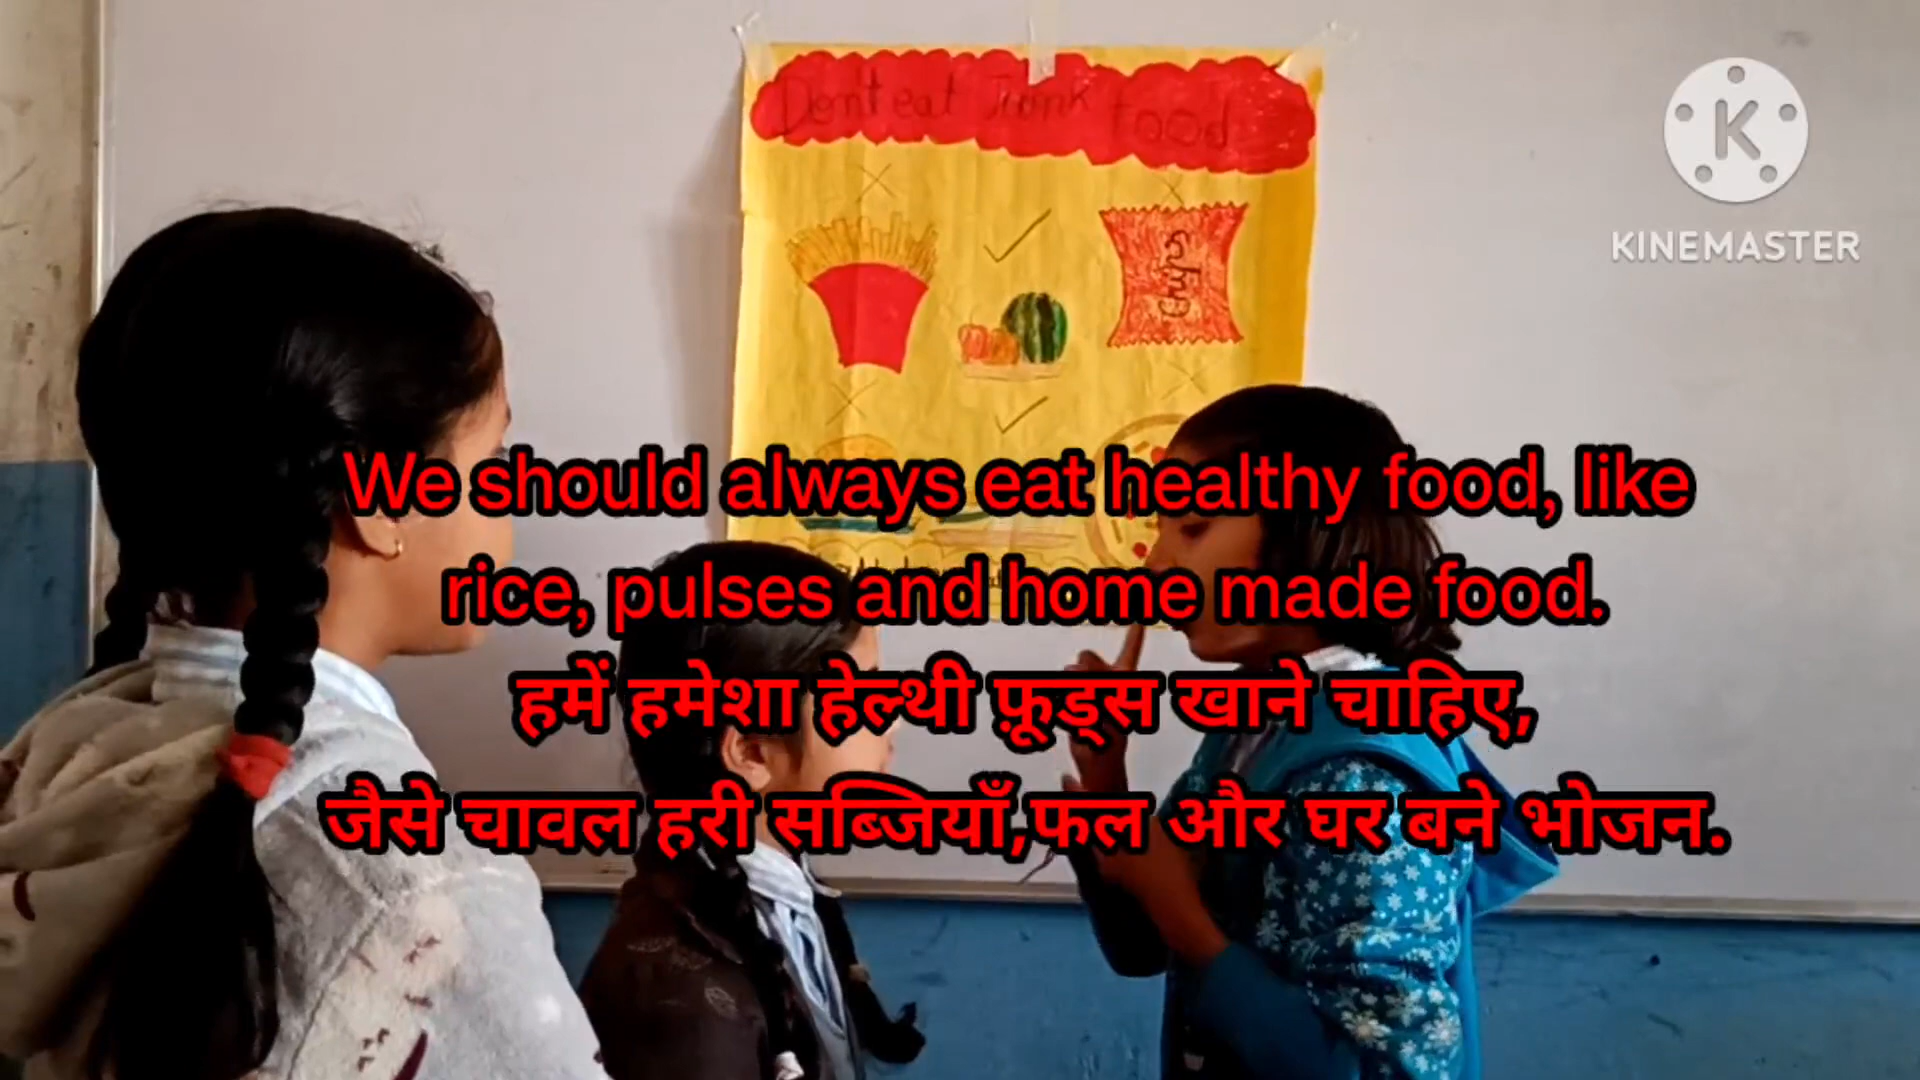 Don't eat Junk food
Chips
K
KINEMASTER
We should always eat healthy food, like
rice, pulses and home made food.
हमें हमेशा हेल्थी फ़ूड्स खाने चाहिए,
जैसे चावल हरी सब्जियाँ,फल और घर बने भोजन.